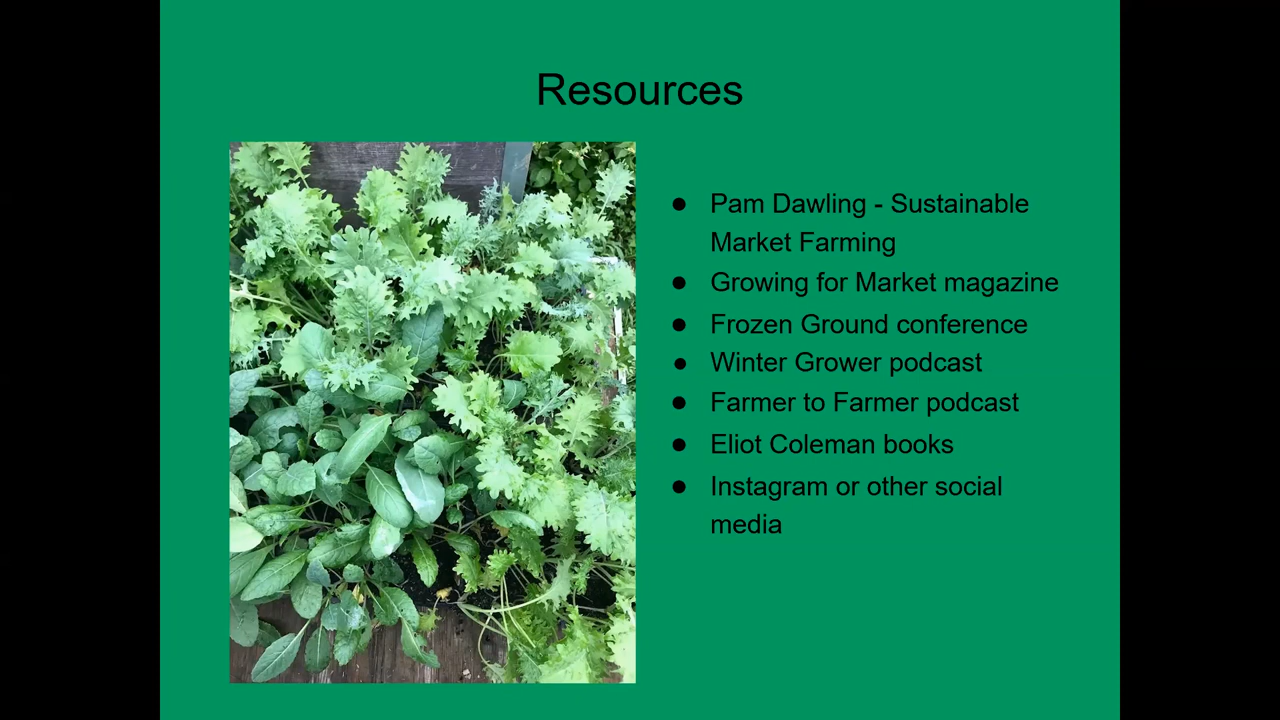 Resources
● Pam Dawling - Sustainable
Market Farming
● Growing for Market magazine
● Frozen Ground conference
● Winter Grower podcast
● Farmer to Farmer podcast
● Eliot Coleman books
● Instagram or other social
media